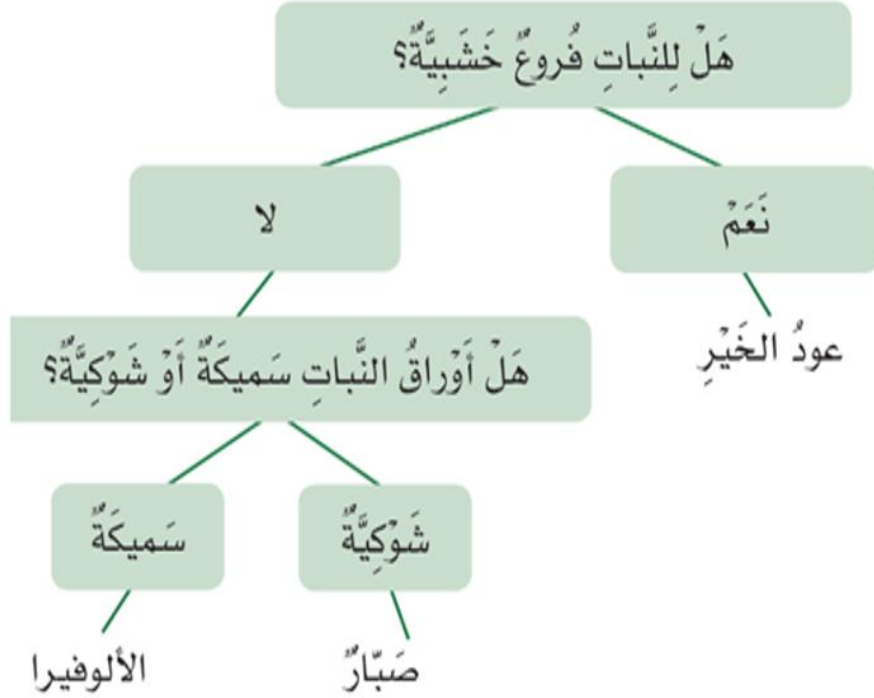 هَلْ لِلنَّباتِ فُروعٌ خَشَبِيَّةٌ؟
نَعَمْ
لا
عودُ الخَيْرِ
هَلْ أَوْراقُ النَّباتِ سَميكَةٌ أَوْ شَوْكِيَّةٌ؟
شَوْكِيَّةٌ
سَميكَةٌ
صَبّارٌ
الألوفيرا